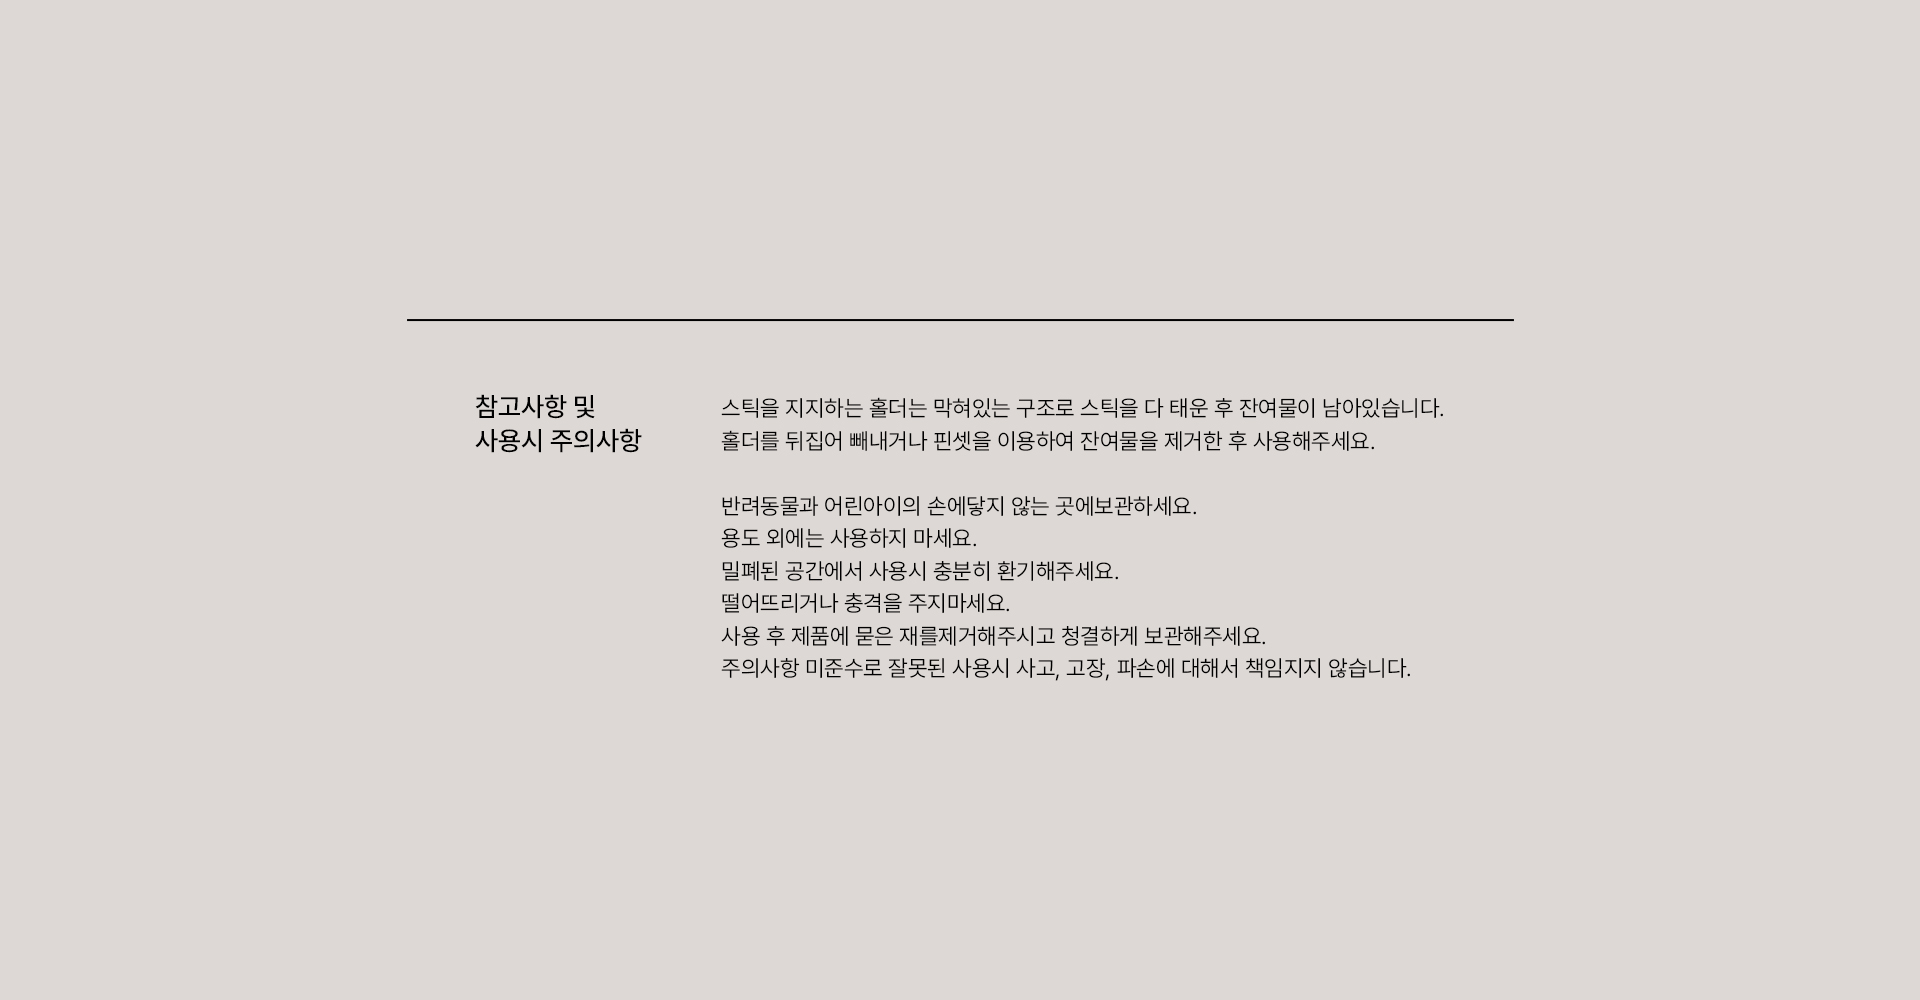 참고사항 및
사용시 주의사항
스틱을 지지하는 홀더는 막혀있는 구조로 스틱을 다 태운 후 잔여물이 남아있습니다.
홀더를 뒤집어 빼내거나 핀셋을 이용하여 잔여물을 제거한 후 사용해주세요.
반려동물과 어린아이의 손에닿지 않는 곳에보관하세요.
용도 외에는 사용하지 마세요.
밀폐된 공간에서 사용시 충분히 환기해주세요.
떨어뜨리거나 충격을 주지마세요.
사용 후 제품에 묻은 재를제거해주시고 청결하게 보관해주세요.
주의사항 미준수로 잘못된 사용시 사고, 고장, 파손에 대해서 책임지지 않습니다.